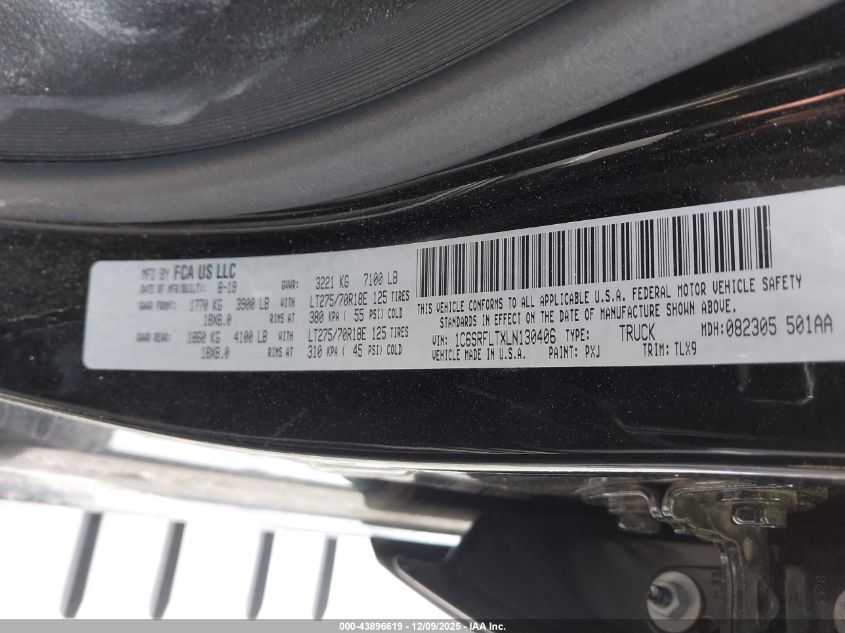 MFD BY FCA US LLC
DATE OF MFR(BUILT): 8-19 GVWR: 3221 KG 7100 LB
GAWR FRONT: 1770 KG 3900 LB WITH LT275/70R18E 125 TIRES
18X8.0 RIMS AT 380 KPA ( 55 PSI) COLD
GAWR REAR: 1860 KG 4100 LB WITH LT275/70R18E 125 TIRES
18X8.0 RIMS AT 310 KPA ( 45 PSI) COLD
THIS VEHICLE CONFORMS TO ALL APPLICABLE U.S.A. FEDERAL MOTOR VEHICLE SAFETY
STANDARDS IN EFFECT ON THE DATE OF MANUFACTURE SHOWN ABOVE.
VIN: 1C6SRFLTXLN130406 TYPE: TRUCK MDH:082305 501AA
VEHICLE MADE IN U.S.A. PAINT: PXJ TRIM: TLX9
000-43896619 - 12/09/2025 - IAA Inc.